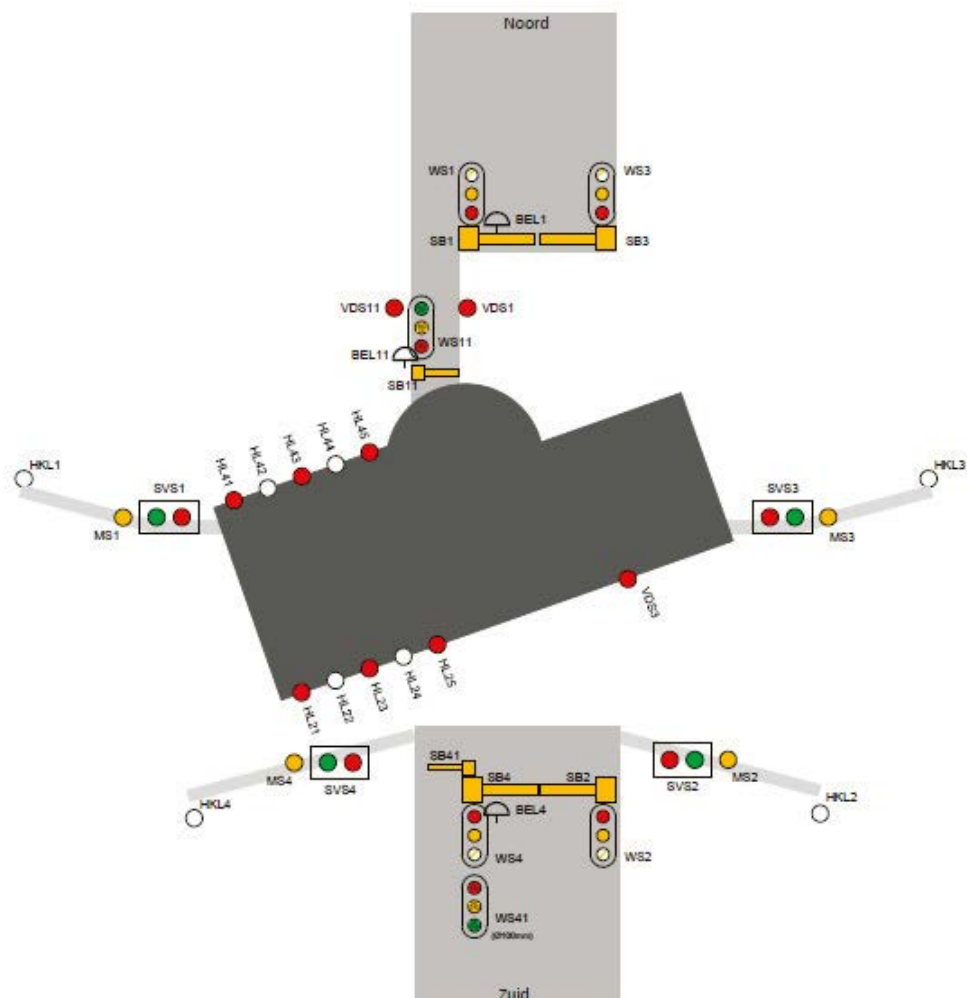 Noord
WS1
WS3
BEL1
SB1
SB3
VDS11
VDS1
WS11
BEL11
SB11
HL45
HL44
HL43
HL42
HL41
HKL1
HKL3
SVS1
SVS3
MS1
MS3
VDS3
HL25
HL24
HL23
HL22
HL21
SB41
SB4
SB2
MS4
SVS4
SVS2
MS2
HKL4
HKL2
BEL4
WS4
WS2
WS41
(Ø100mm)
Zuid